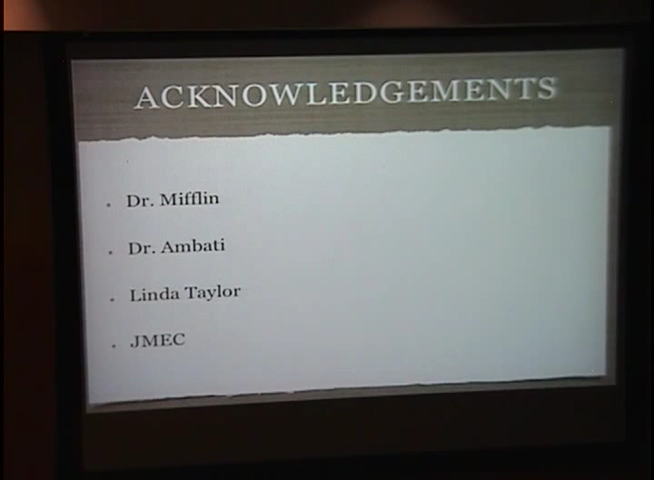 ACKNOWLEDGEMENTS
• Dr. Mifflin
• Dr. Ambati
• Linda Taylor
• JMEC